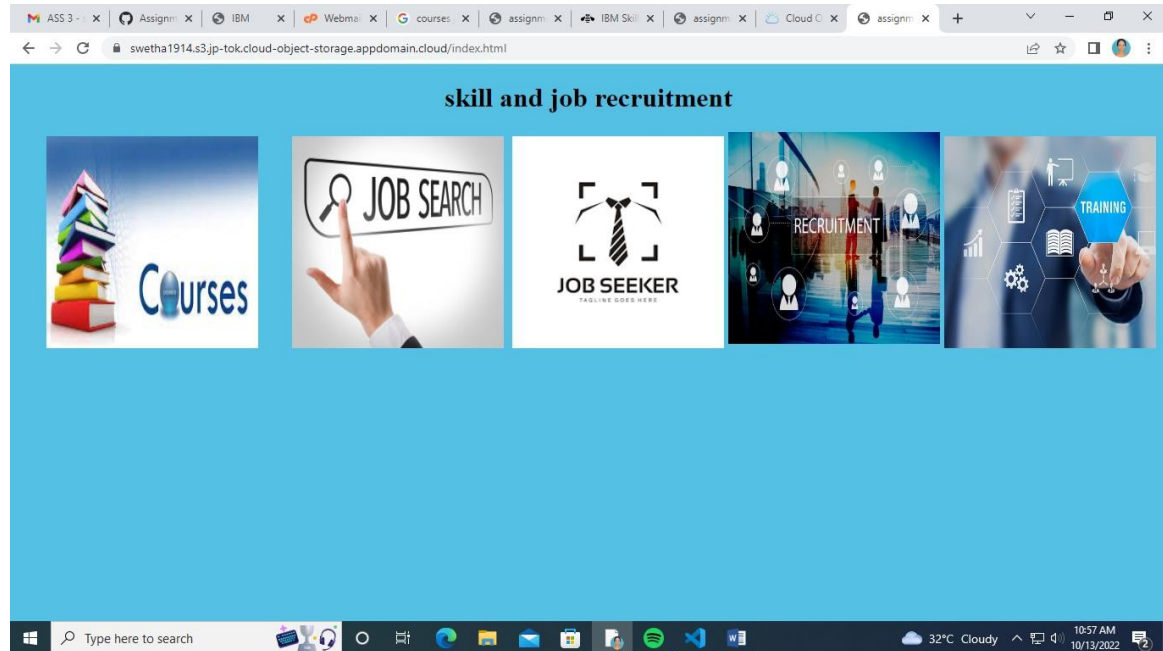 ASS 3 -
Assignm
IBM
Webmai
courses
assignm
IBM Skil
assignm
Cloud O
assignm
swetha1914.s3.jp-tok.cloud-object-storage.appdomain.cloud/index.html
skill and job recruitment
Courses
JOB SEARCH
JOB SEEKER
TAGLINE GOES HERE
RECRUITMENT
TRAINING
Type here to search
32°C Cloudy
10:57 AM
10/13/2022
2